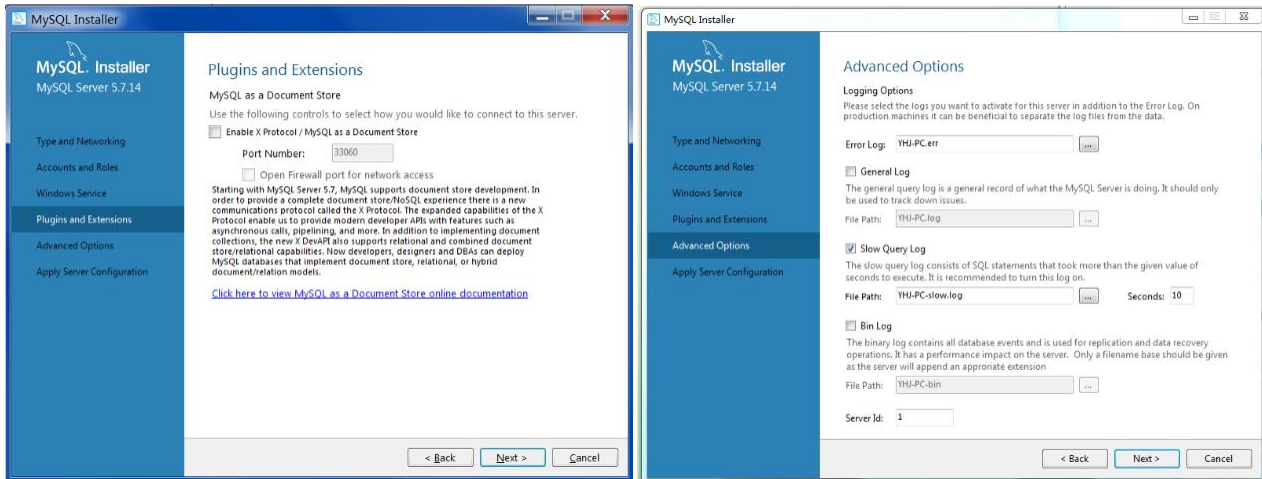 MySQL Installer
MySQL. Installer
MySQL Server 5.7.14
Type and Networking
Accounts and Roles
Windows Service
Plugins and Extensions
Advanced Options
Apply Server Configuration
Plugins and Extensions
MySQL as a Document Store
Use the following controls to select how you would like to connect to this server.
Enable X Protocol / MySQL as a Document Store
Port Number: 33060
Open Firewall port for network access
Starting with MySQL Server 5.7, MySQL supports document store development. In
order to provide a complete document store/NoSQL experience there is a new
communications protocol called the X Protocol. The expanded capabilities of the X
Protocol enable us to provide modern developer APIs with features such as
asynchronous calls, pipelining, and more. In addition to implementing document
collections, the new X DevAPI also supports relational and combined document
store/relational capabilities. Now developers, designers and DBAs can deploy
MySQL databases that implement document store, relational, or hybrid
document/relation models.
Click here to view MySQL as a Document Store online documentation
< Back Next > Cancel
MySQL Installer
MySQL. Installer
MySQL Server 5.7.14
Type and Networking
Accounts and Roles
Windows Service
Plugins and Extensions
Advanced Options
Apply Server Configuration
Advanced Options
Logging Options
Please select the logs you want to activate for this server in addition to the Error Log. On
production machines it can be beneficial to separate the log files from the data.
Error Log: YHJ-PC.err ...
General Log
The general query log is a general record of what the MySQL Server is doing. It should only
be used to track down issues.
File Path: YHJ-PC.log ...
Slow Query Log
The slow query log consists of SQL statements that took more than the given value of
seconds to execute. It is recommended to turn this log on.
File Path: YHJ-PC-slow.log ... Seconds: 10
Bin Log
The binary log contains all database events and is used for replication and data recovery
operations. It has a performance impact on the server. Only a filename base should be given
as the server will append an approriate extension
File Path: YHJ-PC-bin ...
Server Id: 1
< Back Next > Cancel